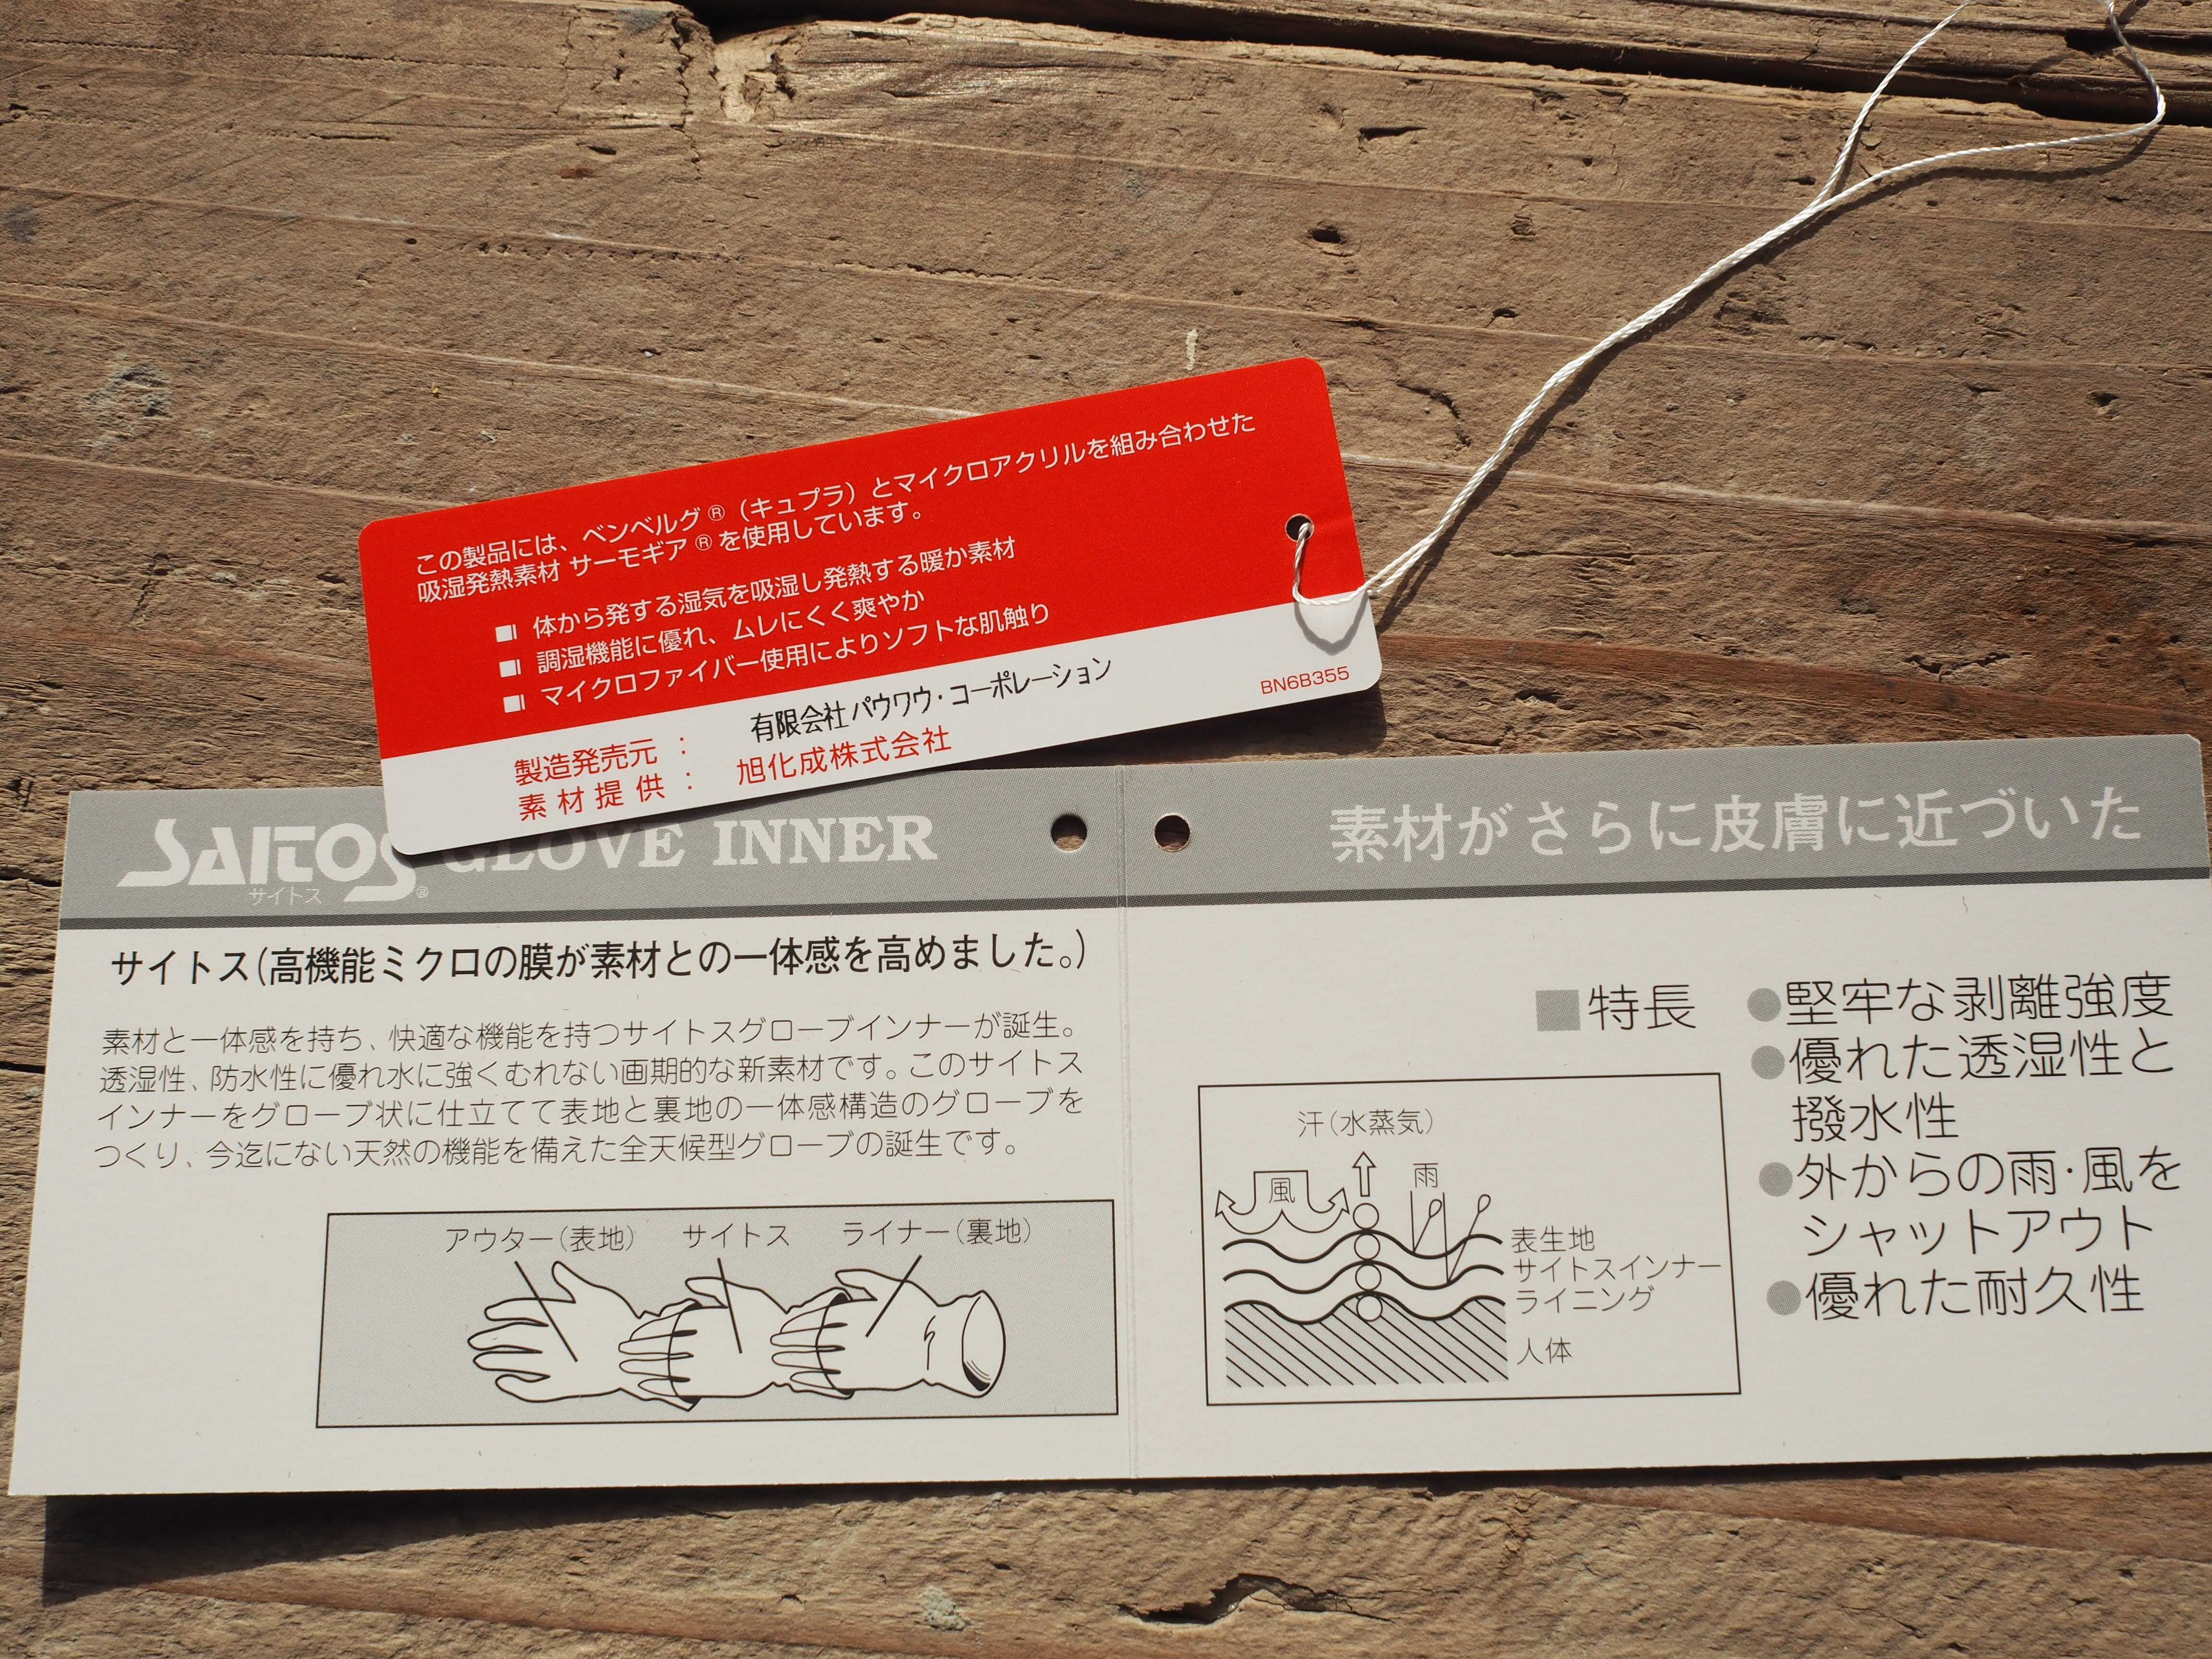 この製品には、ベンベルグ®（キュプラ）とマイクロアクリルを組み合わせた
吸湿発熱素材 サーモギア®を使用しています。
■ 体から発する湿気を吸湿し発熱する暖か素材
■ 調湿機能に優れ、ムレにくく爽やか
■ マイクロファイバー使用によりソフトな肌触り
製造発売元 : 有限会社パウワウ・コーポレーション
素材提供 : 旭化成株式会社
BN6B355
SAITOS® GLOVE INNER
サイトス
サイトス(高機能ミクロの膜が素材との一体感を高めました。)
素材と一体感を持ち、快適な機能を持つサイトスグローブインナーが誕生。
透湿性、防水性に優れ水に強くむれない画期的な新素材です。このサイトス
インナーをグローブ状に仕立てて表地と裏地の一体感構造のグローブを
つくり、今迄にない天然の機能を備えた全天候型グローブの誕生です。
アウター(表地) サイトス ライナー(裏地)
素材がさらに皮膚に近づいた
■特長 ●堅牢な剥離強度
●優れた透湿性と
撥水性
●外からの雨・風を
シャットアウト
●優れた耐久性
汗(水蒸気)
風
雨
表生地
サイトスインナー
ライニング
人体